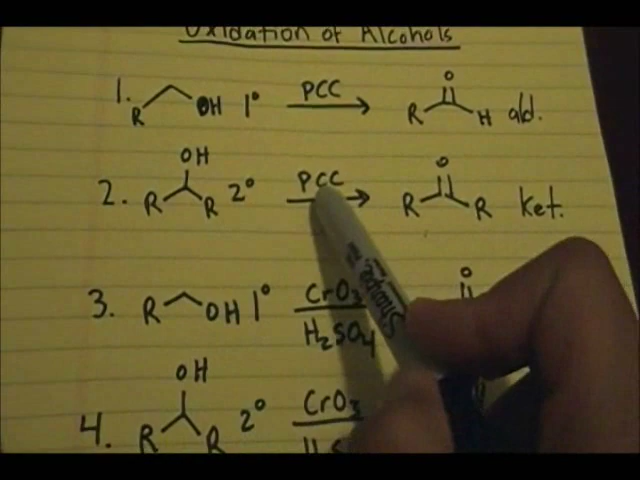 Oxidation of Alcohols
1. R OH 1° PCC R O H ald.
2. R OH R 2° PCC R O R ket.
3. R OH 1° CrO3 H2SO4 O
4. R OH R 2° CrO3
Sharpie